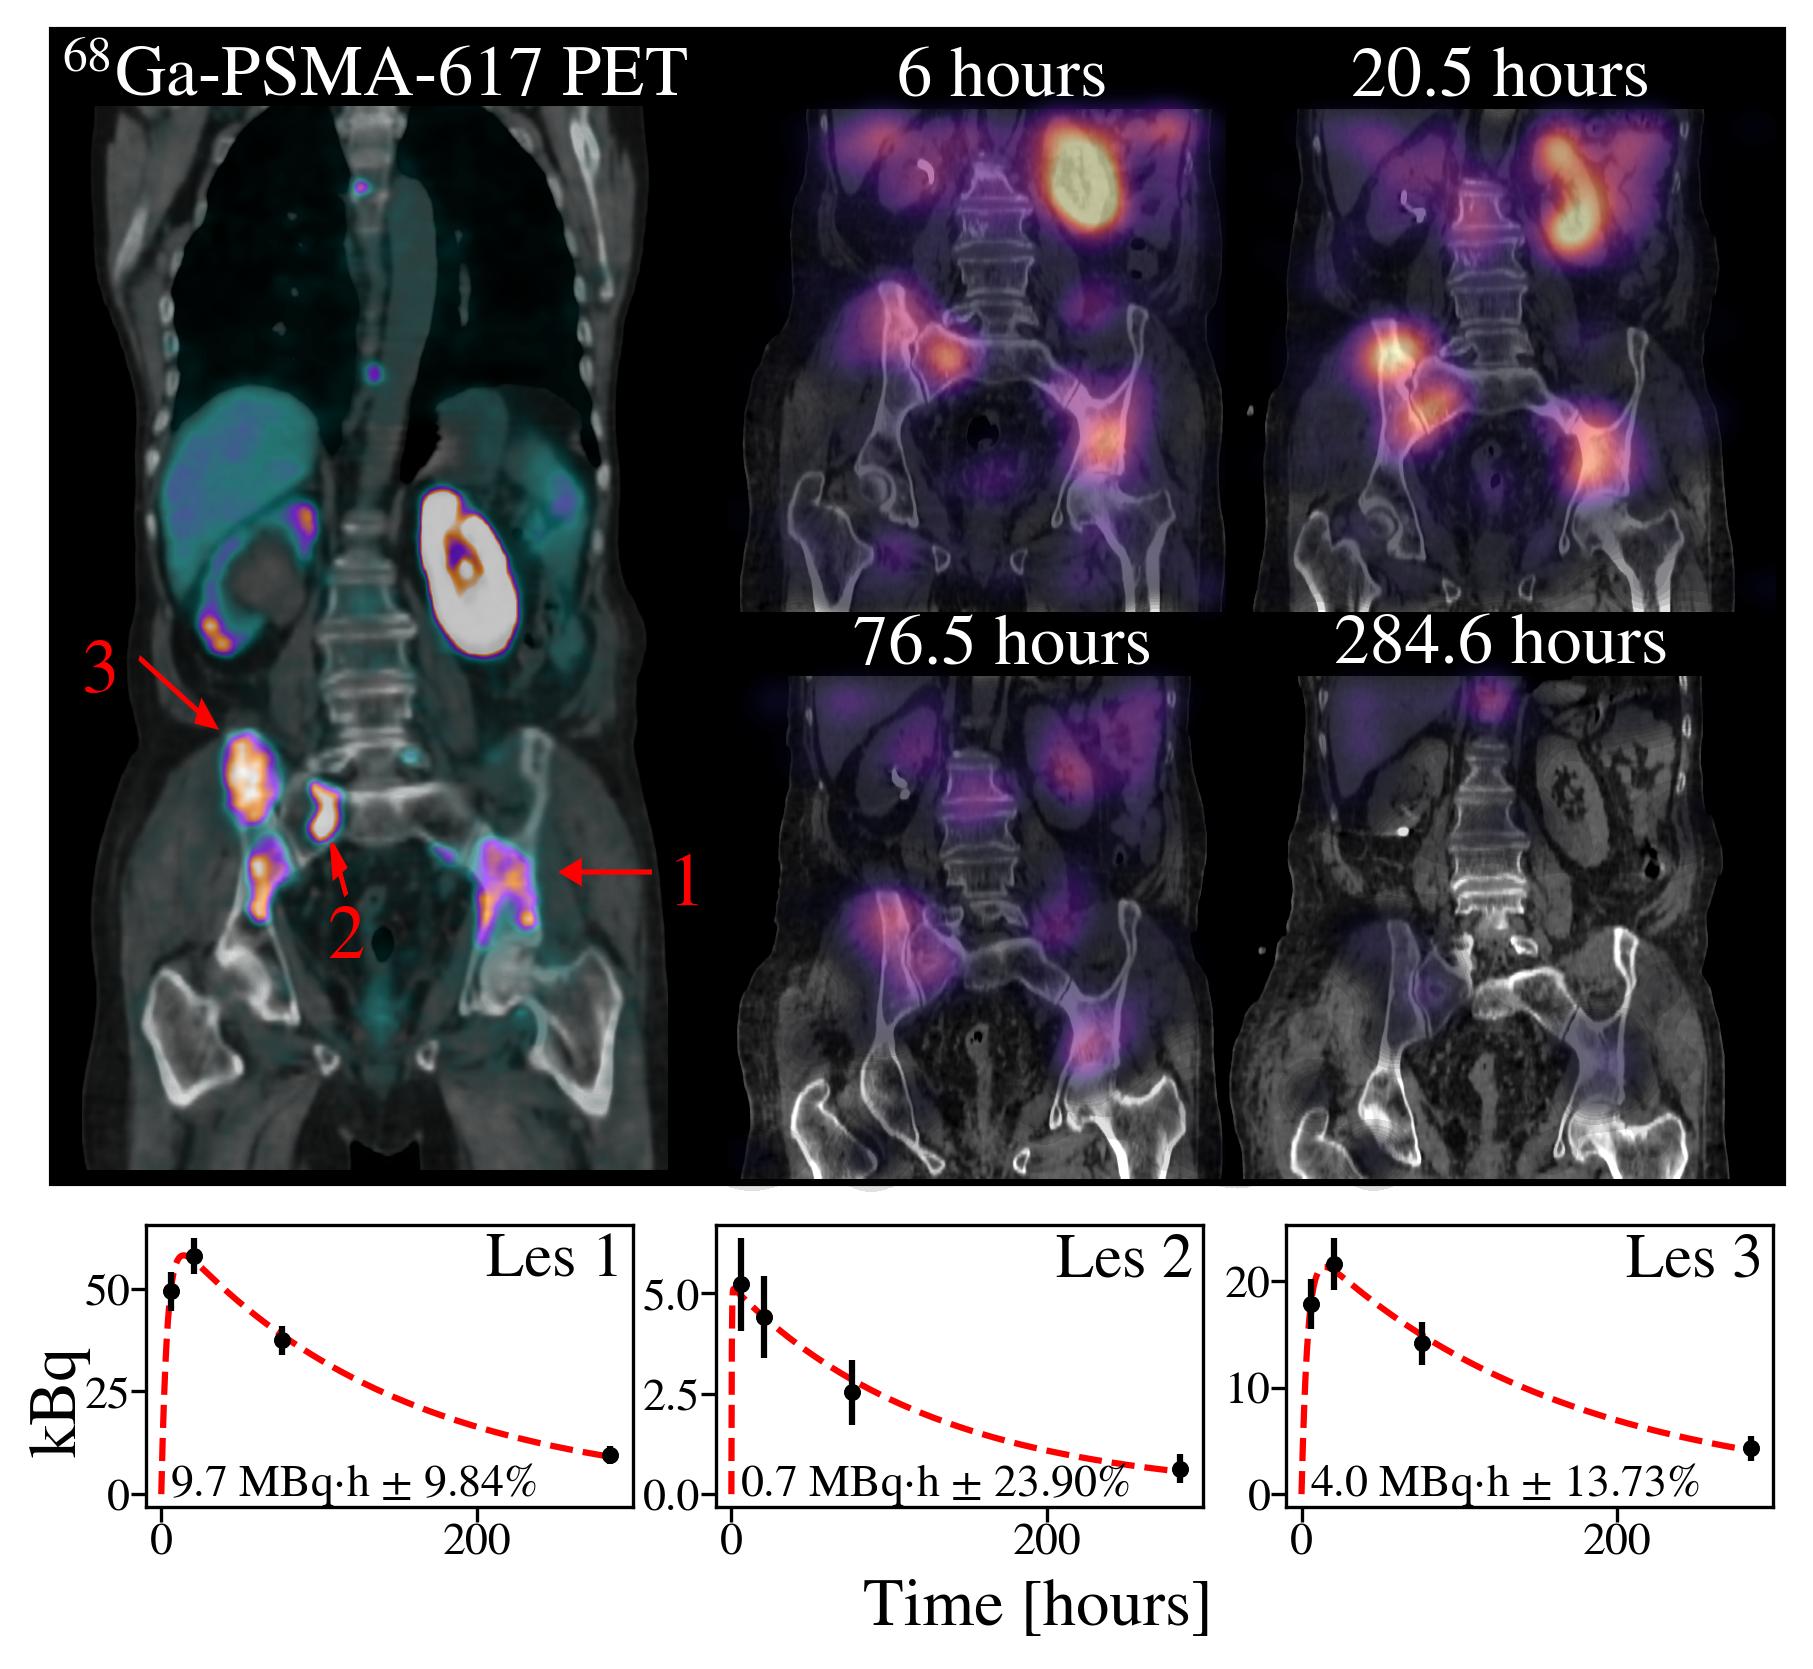 ⁶⁸Ga-PSMA-617 PET
6 hours
20.5 hours
76.5 hours
284.6 hours
3
2
1
kBq
50
25
0
Les 1
9.7 MBq·h ± 9.84%
0
200
5.0
2.5
0.0
Les 2
0.7 MBq·h ± 23.90%
0
200
20
10
0
Les 3
4.0 MBq·h ± 13.73%
0
200
Time [hours]